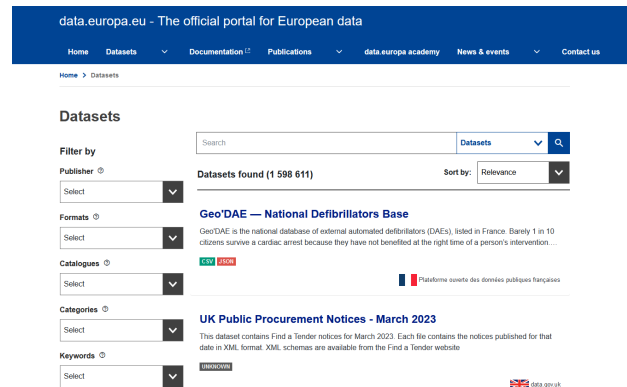 data.europa.eu - The official portal for European data
Home Datasets Documentation Publications data.europa academy News & events Contact us
Home > Datasets
Datasets
Filter by
Publisher
Select
Formats
Select
Catalogues
Select
Categories
Select
Keywords
Select
Search Datasets
Datasets found (1 598 611) Sort by: Relevance
Geo'DAE — National Defibrillators Base
Geo'DAE is the national database of external automated defibrillators (DAEs), listed in France. Barely 1 in 10
citizens survive a cardiac arrest because they have not benefited at the right time of a person's intervention....
CSV JSON
Plateforme ouverte des données publiques françaises
UK Public Procurement Notices - March 2023
This dataset contains Find a Tender notices for March 2023. Each file contains the notices published for that
date in XML format. XML schemas are available from the Find a Tender website
UNKNOWN
data.gov.uk